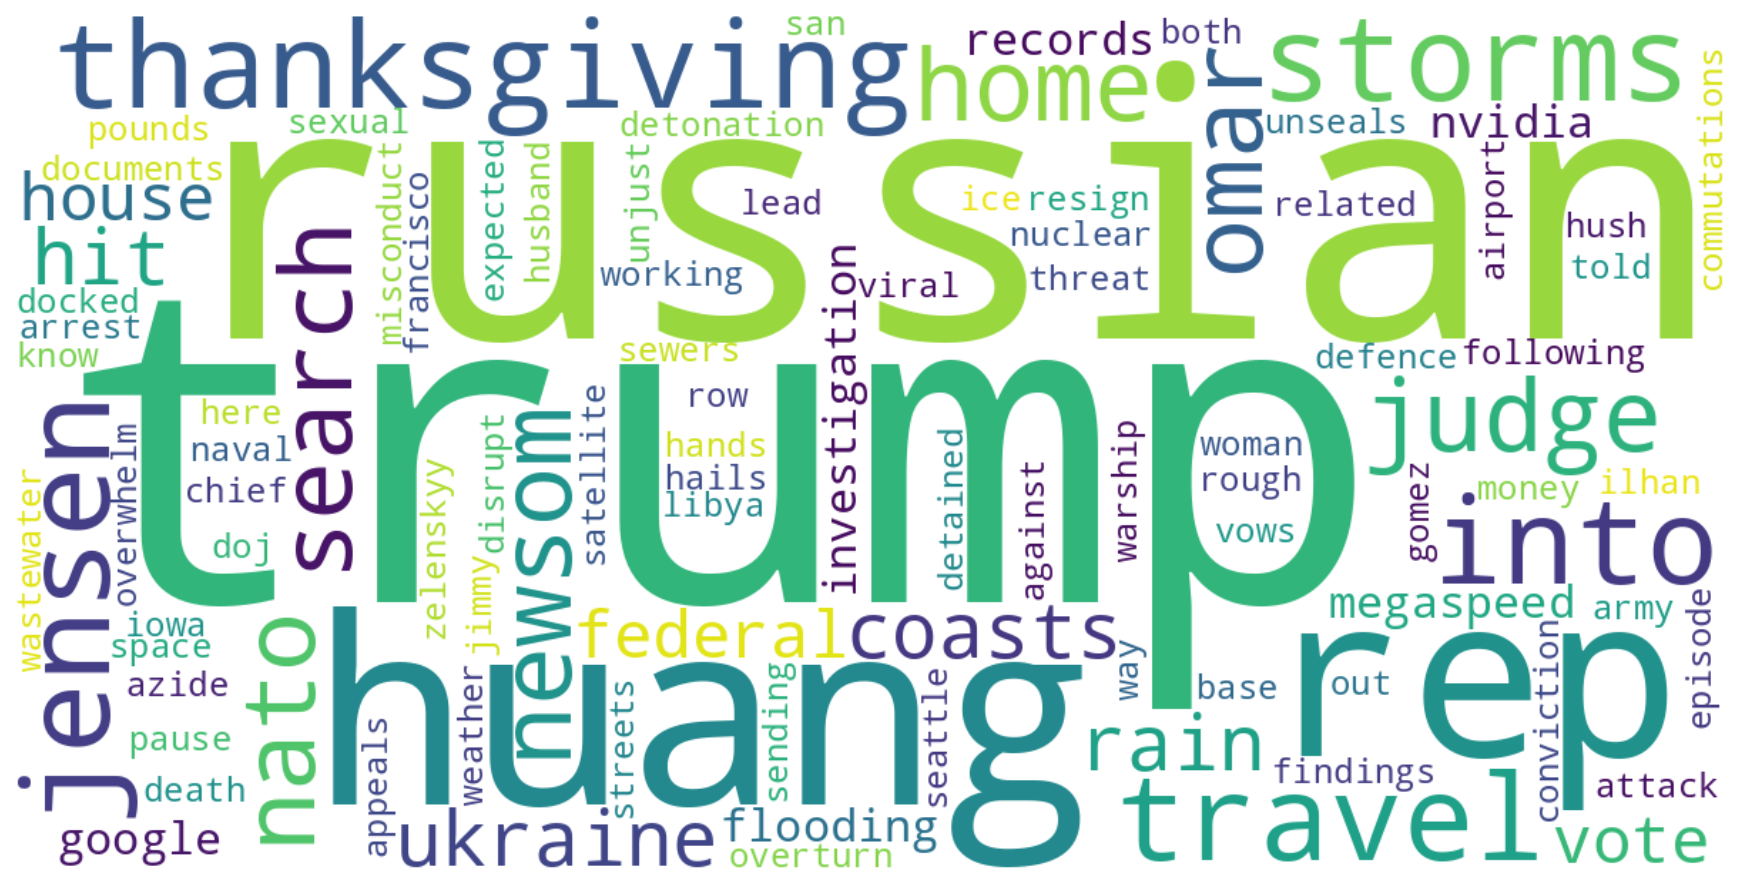 thanksgiving
san
records
both
home
omar
storms
commutations
pounds
sexual
detonation
unseals
nvidia
documents
russian
house
misconduct
francisco
expected
husband
unjust
lead
ice
resign
related
airport
hush
hit
search
working
nuclear
told
viral
threat
docked
arrest
know
trump
sewers
investigation
defence
following
jensen
overwhelm
here
row
judge
naval
zelenskyy
disrupt
newsom
satellite
hands
detained
against
warship
woman
chief
hails
rough
gomez
money
ilhan
wastewater
libya
doj
jimmy
vows
into
iowa
space
nato
huang
federal
coasts
megaspeed
army
azide
way
base
rep
out
episode
pause
appeals
weather
streets
sending
seattle
rain
findings
conviction
death
attack
google
ukraine
flooding
overturn
travel
vote